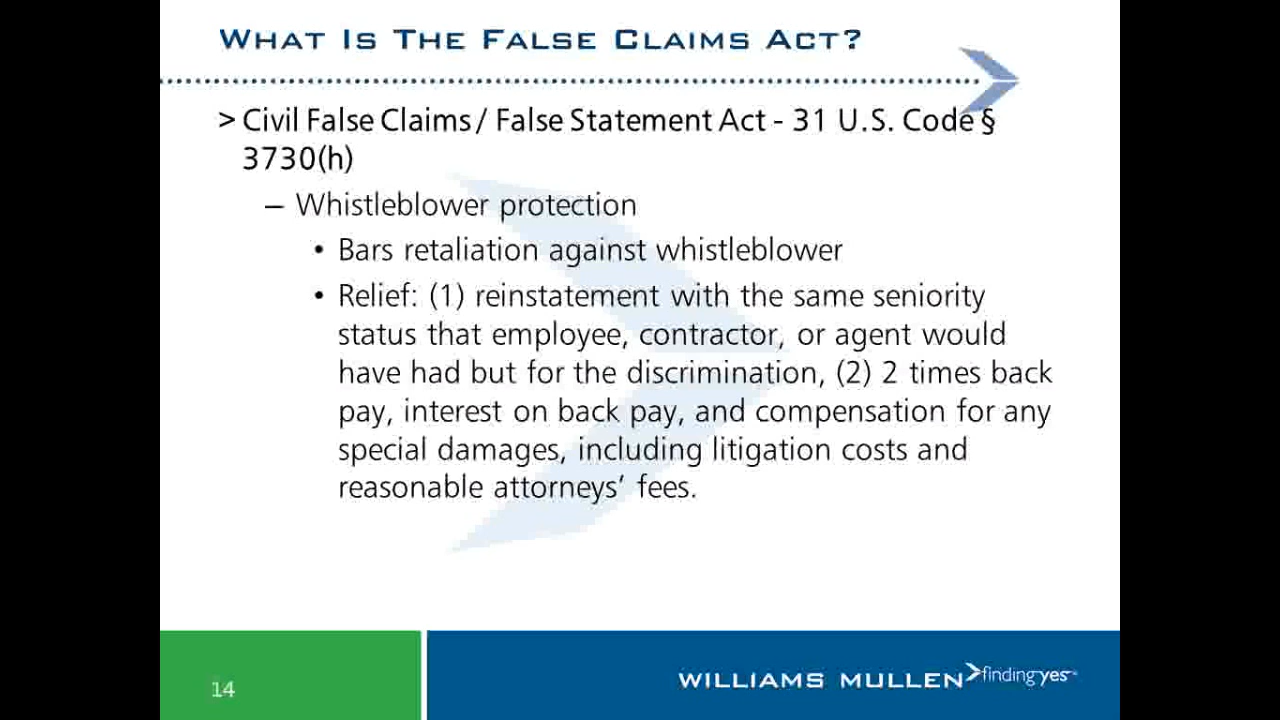 What Is The False Claims Act?
> Civil False Claims / False Statement Act - 31 U.S. Code §
3730(h)
– Whistleblower protection
• Bars retaliation against whistleblower
• Relief: (1) reinstatement with the same seniority
status that employee, contractor, or agent would
have had but for the discrimination, (2) 2 times back
pay, interest on back pay, and compensation for any
special damages, including litigation costs and
reasonable attorneys’ fees.
14
WILLIAMS MULLEN finding yes℠